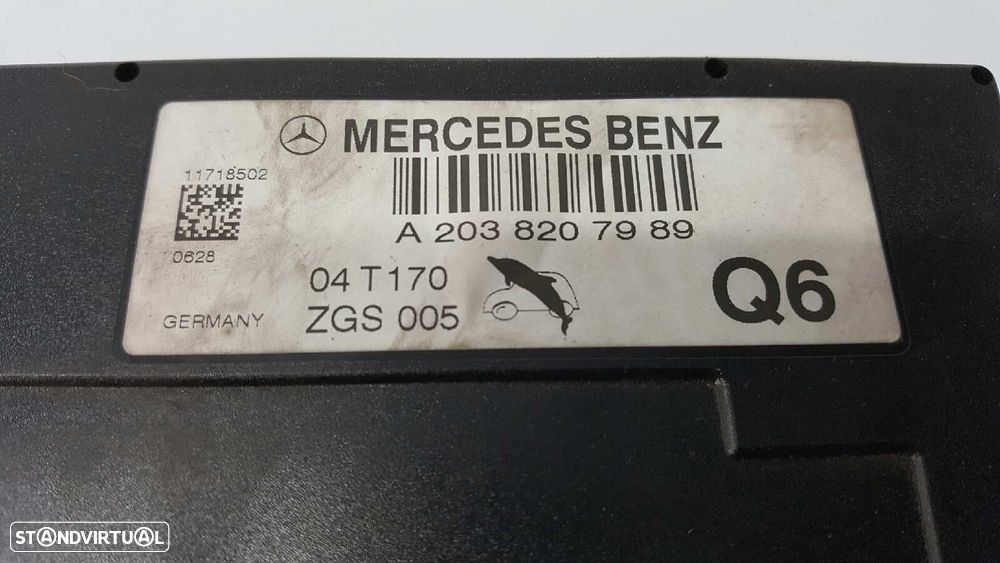 MERCEDES BENZ
11718502
A 203 820 79 89
0628
04 T170
Q6
GERMANY
ZGS 005
STANDVIRTUAL